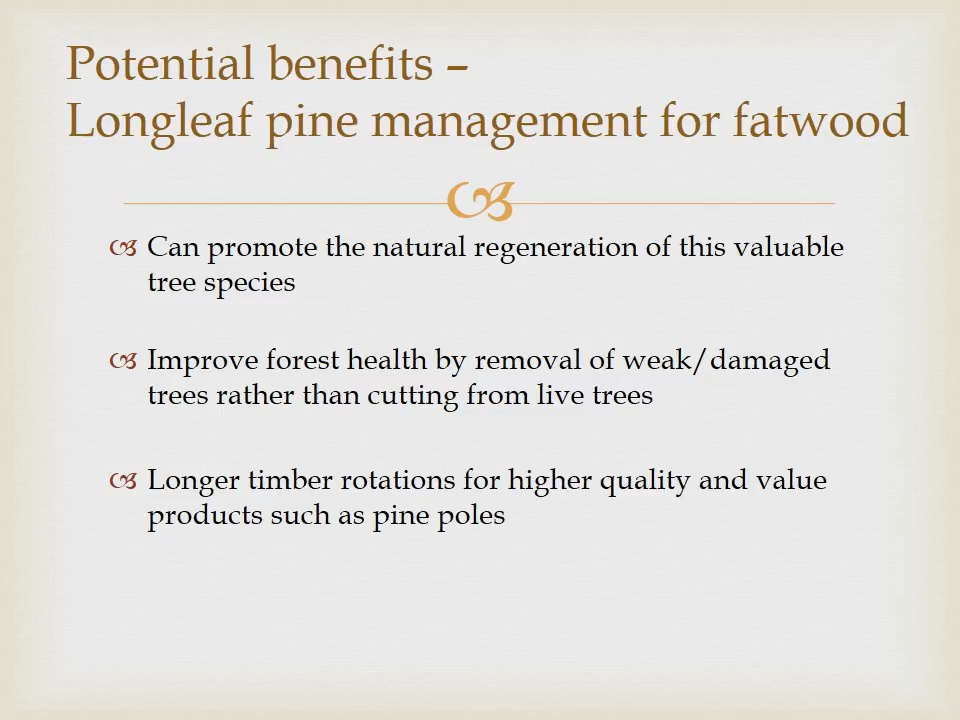 Potential benefits –
Longleaf pine management for fatwood
Can promote the natural regeneration of this valuable
tree species
Improve forest health by removal of weak/damaged
trees rather than cutting from live trees
Longer timber rotations for higher quality and value
products such as pine poles